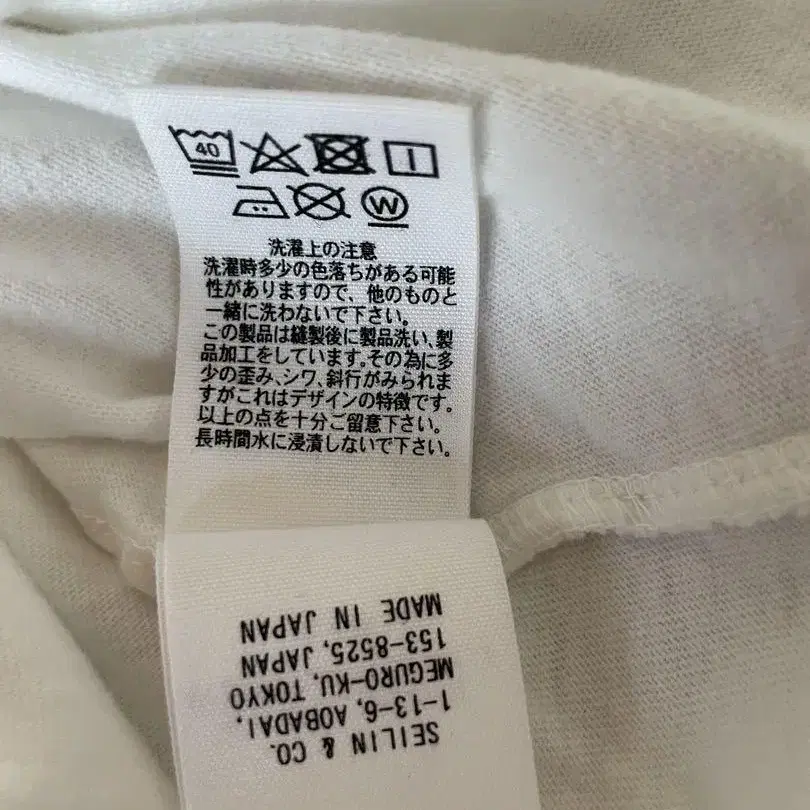 40
W
洗濯上の注意
洗濯時多少の色落ちがある可能
性がありますので、他のものと
一緒に洗わないで下さい。
この製品は縫製後に製品洗い、製
品加工をしています。その為に多
少の歪み、シワ、斜行がみられま
すがこれはデザインの特徴です。
以上の点を十分ご留意下さい。
長時間水に浸漬しないで下さい。
SEILIN & CO.
1-13-6, AOBADAI,
MEGURO-KU, TOKYO
153-8525, JAPAN
MADE IN JAPAN